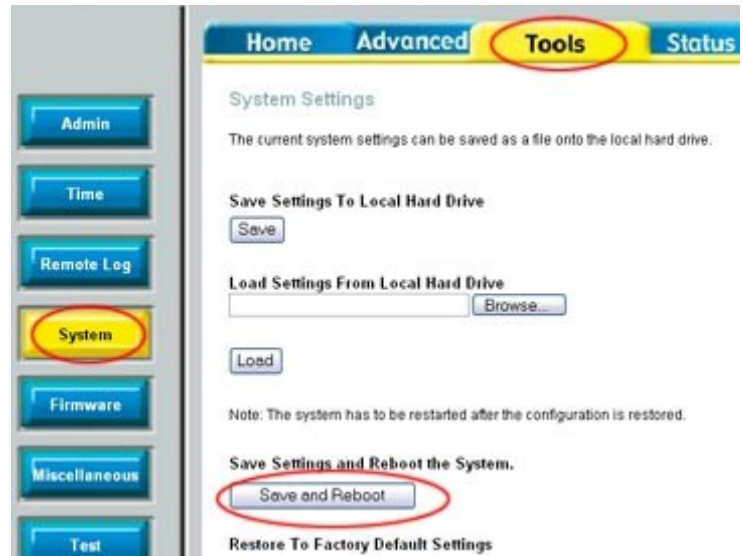 Home Advanced Tools Status
Admin
Time
Remote Log
System
Firmware
Miscellaneous
Test
System Settings
The current system settings can be saved as a file onto the local hard drive.
Save Settings To Local Hard Drive
Save
Load Settings From Local Hard Drive
Browse...
Load
Note: The system has to be restarted after the configuration is restored.
Save Settings and Reboot the System.
Save and Reboot
Restore To Factory Default Settings